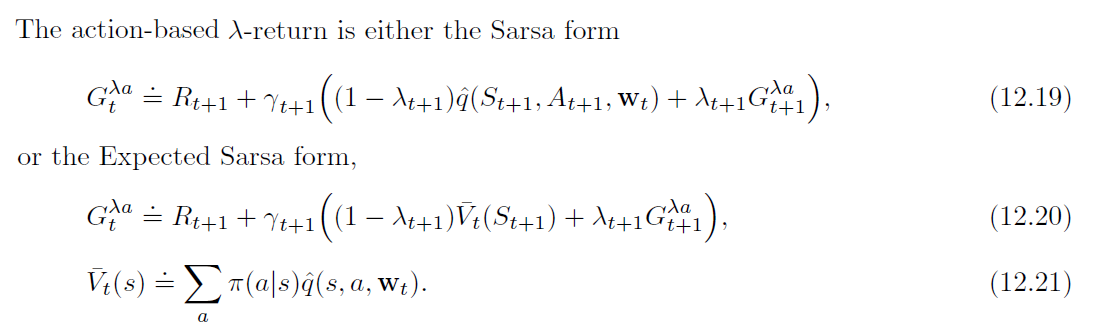 The action-based λ-return is either the Sarsa form
G_t^{λa} ≐ R_{t+1} + γ_{t+1}((1 − λ_{t+1})q̂(S_{t+1}, A_{t+1}, w_t) + λ_{t+1}G_{t+1}^{λa}), (12.19)
or the Expected Sarsa form,
G_t^{λa} ≐ R_{t+1} + γ_{t+1}((1 − λ_{t+1})V̄_t(S_{t+1}) + λ_{t+1}G_{t+1}^{λa}), (12.20)
V̄_t(s) ≐ ∑_a π(a|s)q̂(s, a, w_t). (12.21)